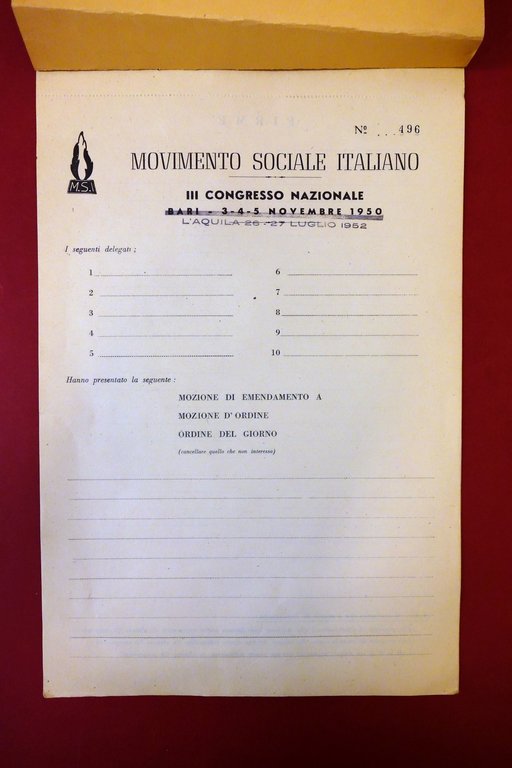 Nº ... 496
M.S.I
MOVIMENTO SOCIALE ITALIANO
III CONGRESSO NAZIONALE
BARI - 3-4-5 NOVEMBRE 1950
L'AQUILA 26-27 LUGLIO 1952
I seguenti delegati ;
1 6
2 7
3 8
4 9
5 10
Hanno presentato la seguente :
MOZIONE DI EMENDAMENTO A
MOZIONE D'ORDINE
ORDINE DEL GIORNO
(cancellare quello che non interessa)